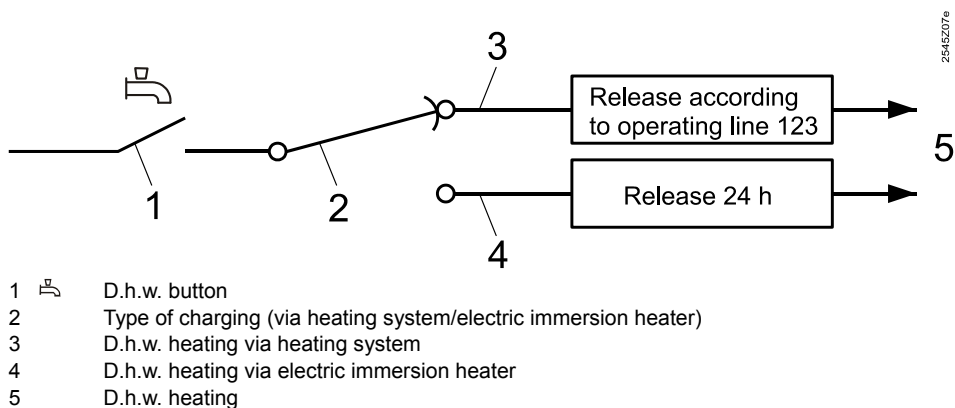 2545Z07e
3
Release according
to operating line 123
5
1
2
Release 24 h
4
1 D.h.w. button
2 Type of charging (via heating system/electric immersion heater)
3 D.h.w. heating via heating system
4 D.h.w. heating via electric immersion heater
5 D.h.w. heating